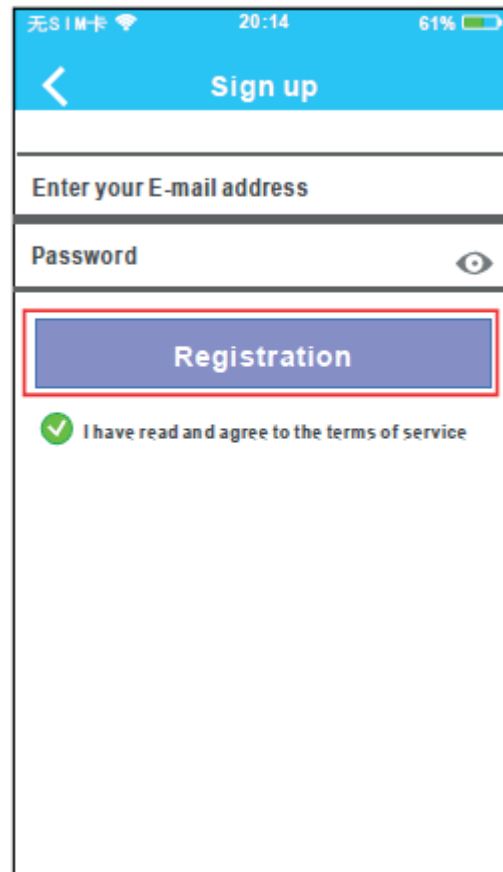 无SIM卡 20:14 61%
Sign up
Enter your E-mail address
Password
Registration
I have read and agree to the terms of service